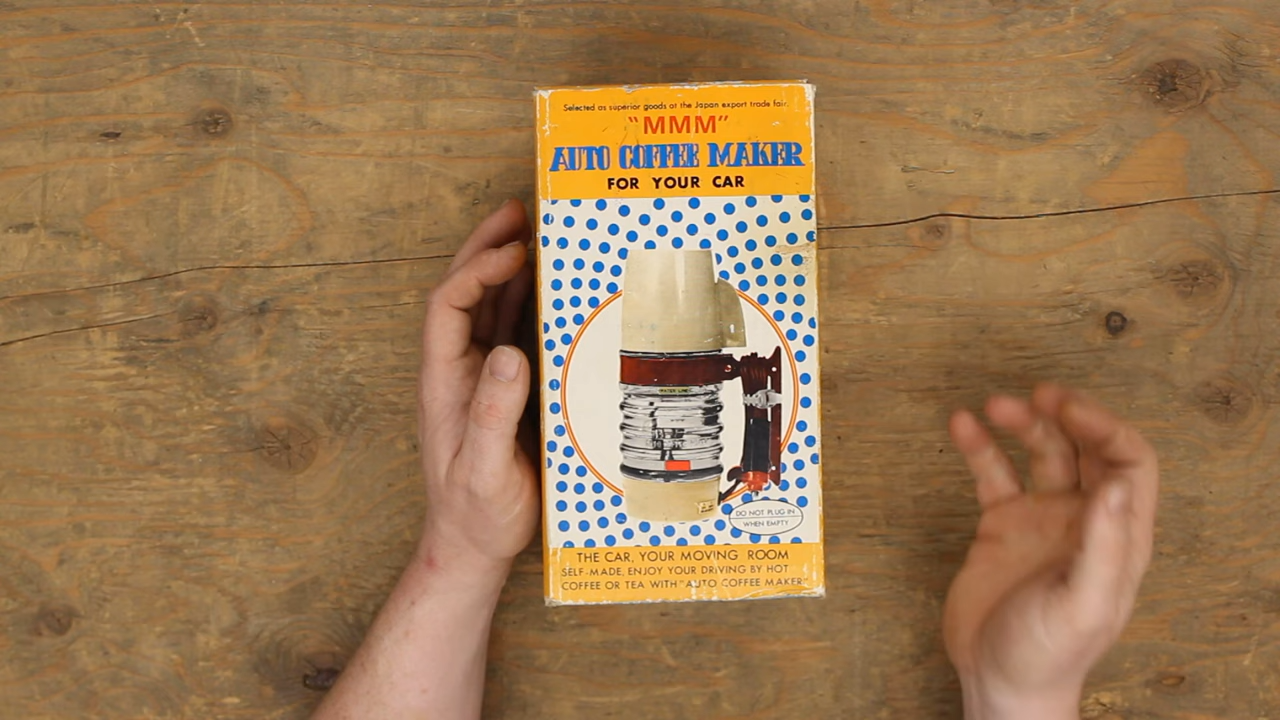 Selected as superior goods at the Japan export trade fair.
"MMM"
AUTO COFFEE MAKER
FOR YOUR CAR
WATER LINE
DO NOT PLUG IN
WHEN EMPTY
THE CAR, YOUR MOVING ROOM
SELF-MADE, ENJOY YOUR DRIVING BY HOT
COFFEE OR TEA WITH "AUTO COFFEE MAKER"